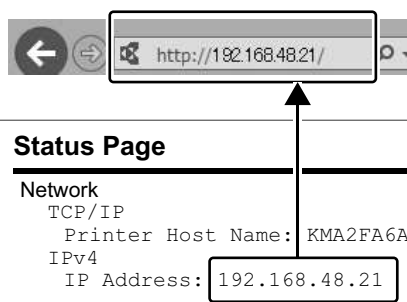 http://192.168.48.21/
Status Page
Network
TCP/IP
Printer Host Name: KMA2FA6A
IPv4
IP Address: 192.168.48.21